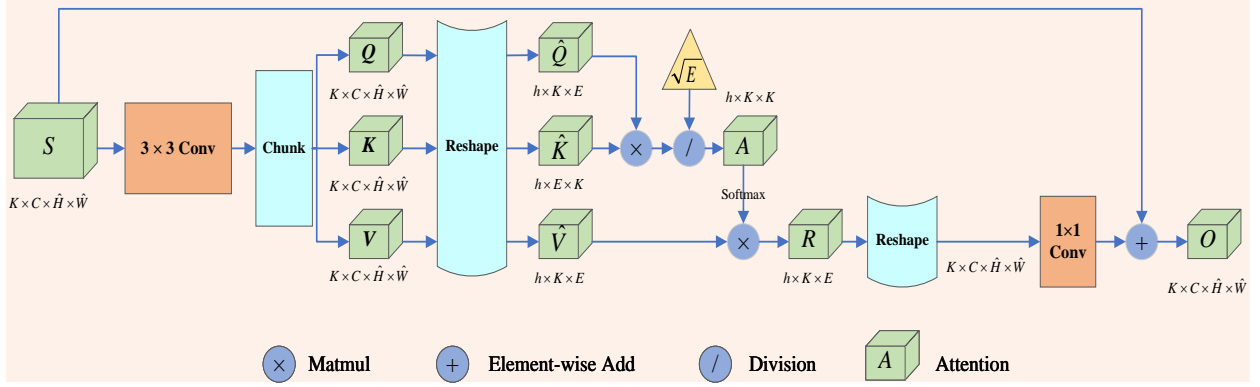 S
K×C×Ĥ×Ŵ
3 × 3 Conv
Chunk
Q
K×C×Ĥ×Ŵ
K
K×C×Ĥ×Ŵ
V
K×C×Ĥ×Ŵ
Reshape
Q̂
h×K×E
K̂
h×E×K
V̂
h×K×E
×
√E
/
h×K×K
A
Softmax
×
R
h×K×E
Reshape
K×C×Ĥ×Ŵ
1×1
Conv
+
O
K×C×Ĥ×Ŵ
× Matmul
+ Element-wise Add
/ Division
A Attention